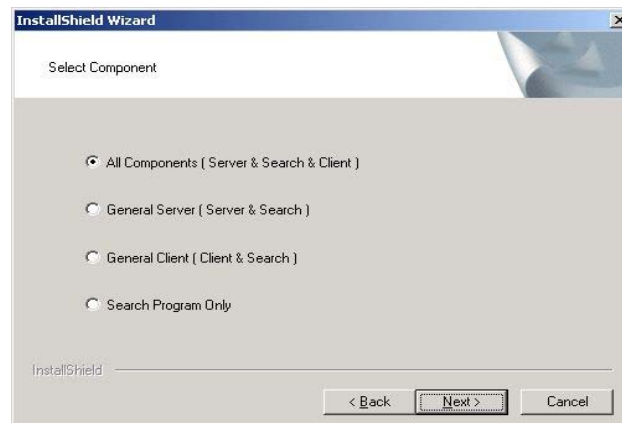 InstallShield Wizard
Select Component
All Components ( Server & Search & Client )
General Server ( Server & Search )
General Client ( Client & Search )
Search Program Only
InstallShield
< Back Next > Cancel